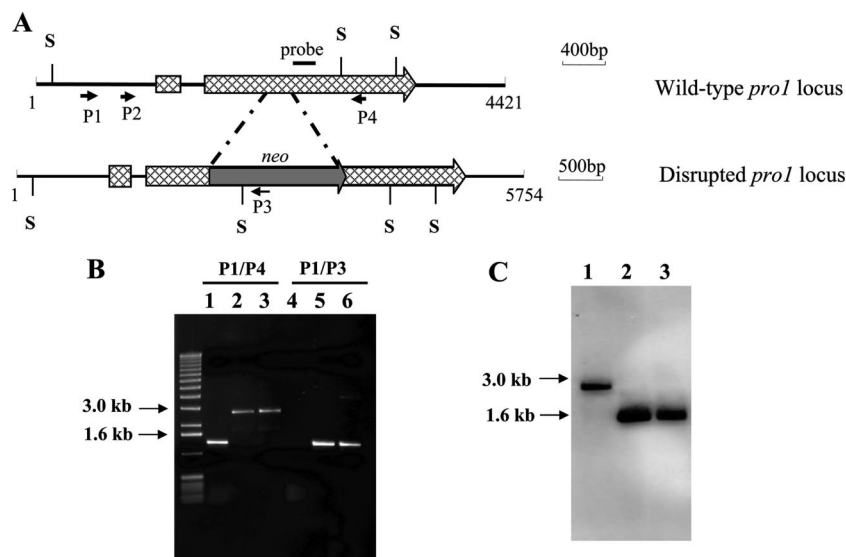 A
S
probe
S
S
400bp
1
P1
P2
P4
4421
Wild-type pro1 locus
neo
1
S
S
P3
S
S
5754
500bp
Disrupted pro1 locus
B
P1/P4
P1/P3
1 2 3 4 5 6
3.0 kb
1.6 kb
C
1 2 3
3.0 kb
1.6 kb